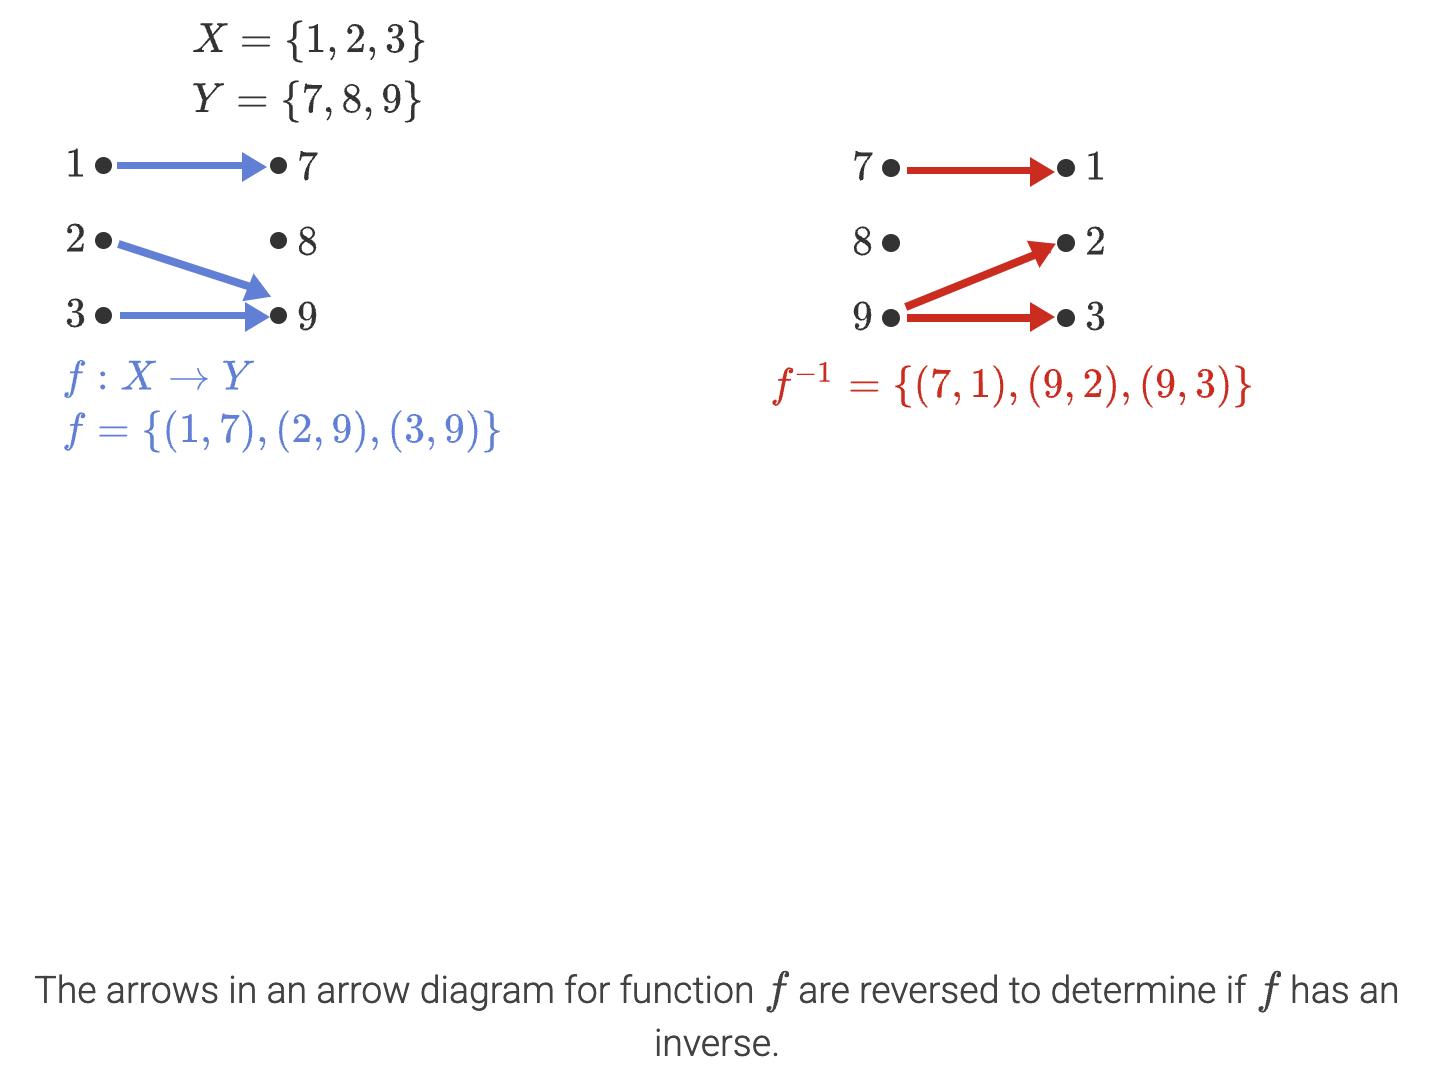 X = {1, 2, 3}
Y = {7, 8, 9}
1 7
2 8
3 9
f : X → Y
f = {(1, 7), (2, 9), (3, 9)}
7 1
8 2
9 3
f⁻¹ = {(7, 1), (9, 2), (9, 3)}
The arrows in an arrow diagram for function f are reversed to determine if f has an
inverse.